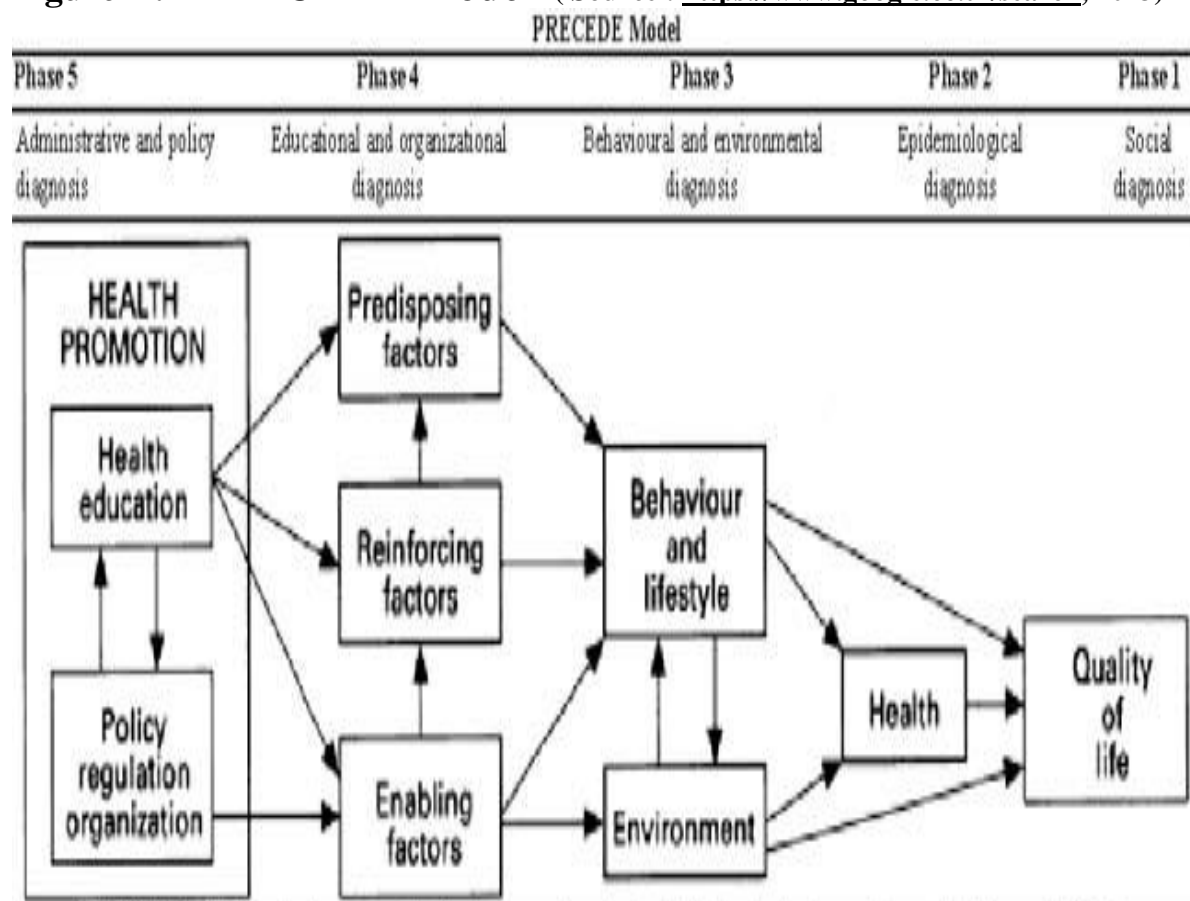 PRECEDE Model
Phase 5 Phase 4 Phase 3 Phase 2 Phase 1
Administrative and policy diagnosis
Educational and organizational diagnosis
Behavioural and environmental diagnosis
Epidemiological diagnosis
Social diagnosis
HEALTH
PROMOTION
Health
education
Policy
regulation
organization
Predisposing
factors
Reinforcing
factors
Enabling
factors
Behaviour
and
lifestyle
Environment
Health
Quality
of
life